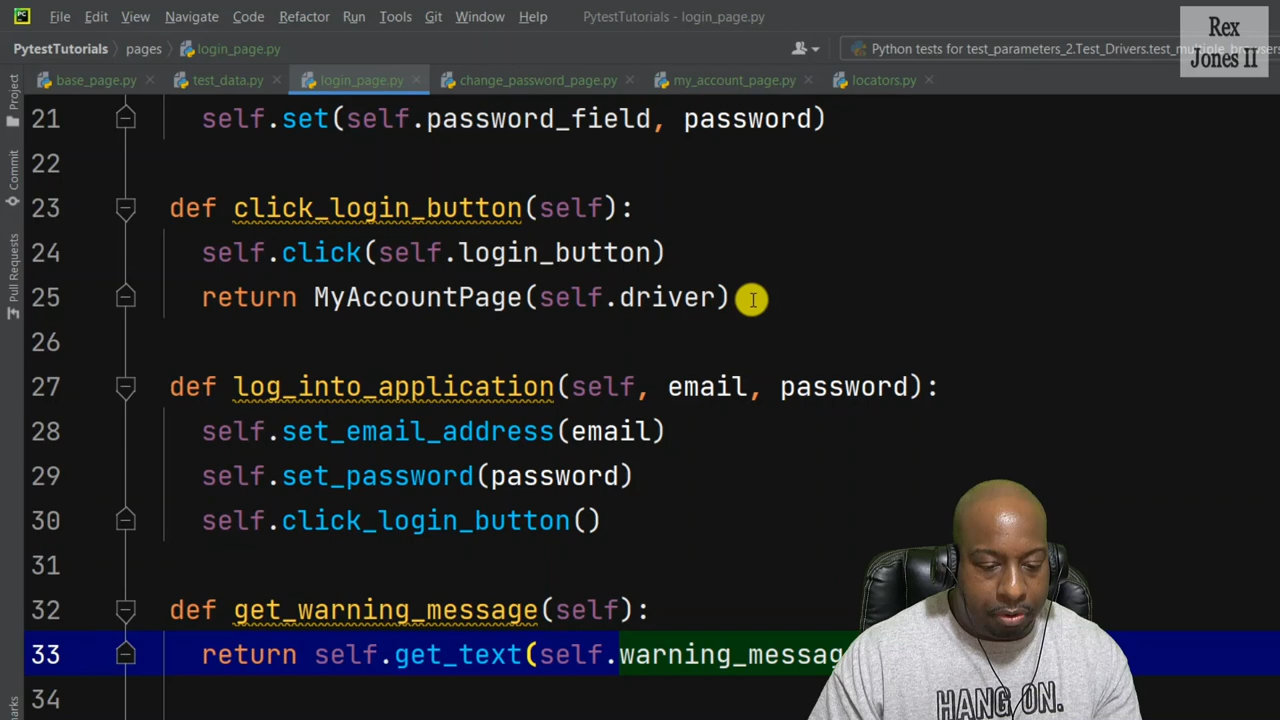 File Edit View Navigate Code Refactor Run Tools Git Window Help PytestTutorials - login_page.py
PytestTutorials pages login_page.py Python tests for test_parameters_2.Test_Drivers.test_multiple_browsers
Rex
Jones II
base_page.py test_data.py login_page.py change_password_page.py my_account_page.py locators.py
Project
Commit
Pull Requests
21 self.set(self.password_field, password)
22
23 def click_login_button(self):
24 self.click(self.login_button)
25 return MyAccountPage(self.driver)
26
27 def log_into_application(self, email, password):
28 self.set_email_address(email)
29 self.set_password(password)
30 self.click_login_button()
31
32 def get_warning_message(self):
33 return self.get_text(self.warning_messag
34
HANG ON.